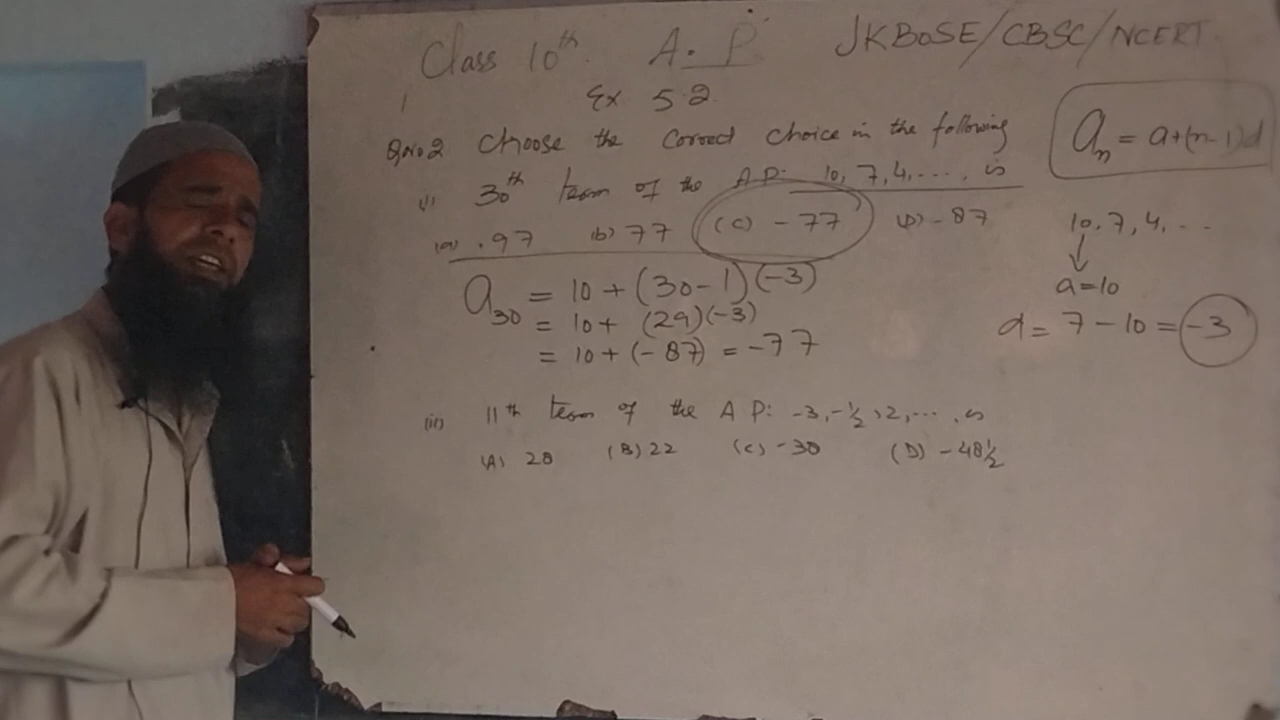 Class 10th. A.P JKBOSE/CBSC/NCERT
Ex 5.2
Q.no 2 Choose the Correct choice in the following
(i) 30th term of the A.P: 10, 7, 4, ..., is
(a) .97 (b) 77 (c) -77 (D) -87
a30 = 10 + (30-1)(-3)
= 10 + (29)(-3)
= 10 + (-87) = -77
(ii) 11th term of the A P: -3, -1/2, 2, ..., is
(A) 28 (B) 22 (c) -38 (D) -48 1/2
an = a+(n-1)d
10, 7, 4, ...
a=10
d = 7 - 10 = -3